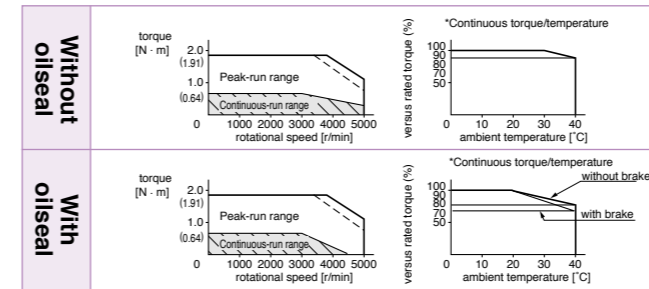 Without
oilseal
torque
[N · m]
2.0
(1.91)
1.0
(0.64)
Peak-run range
Continuous-run range
0 1000 2000 3000 4000 5000
rotational speed [r/min]
*Continuous torque/temperature
versus rated torque (%)
100
90
80
70
50
0 10 20 30 40
ambient temperature [˚C]
With
oilseal
torque
[N · m]
2.0
(1.91)
1.0
(0.64)
Peak-run range
Continuous-run range
0 1000 2000 3000 4000 5000
rotational speed [r/min]
*Continuous torque/temperature
without brake
versus rated torque (%)
100
90
80
70
50
with brake
0 10 20 30 40
ambient temperature [˚C]